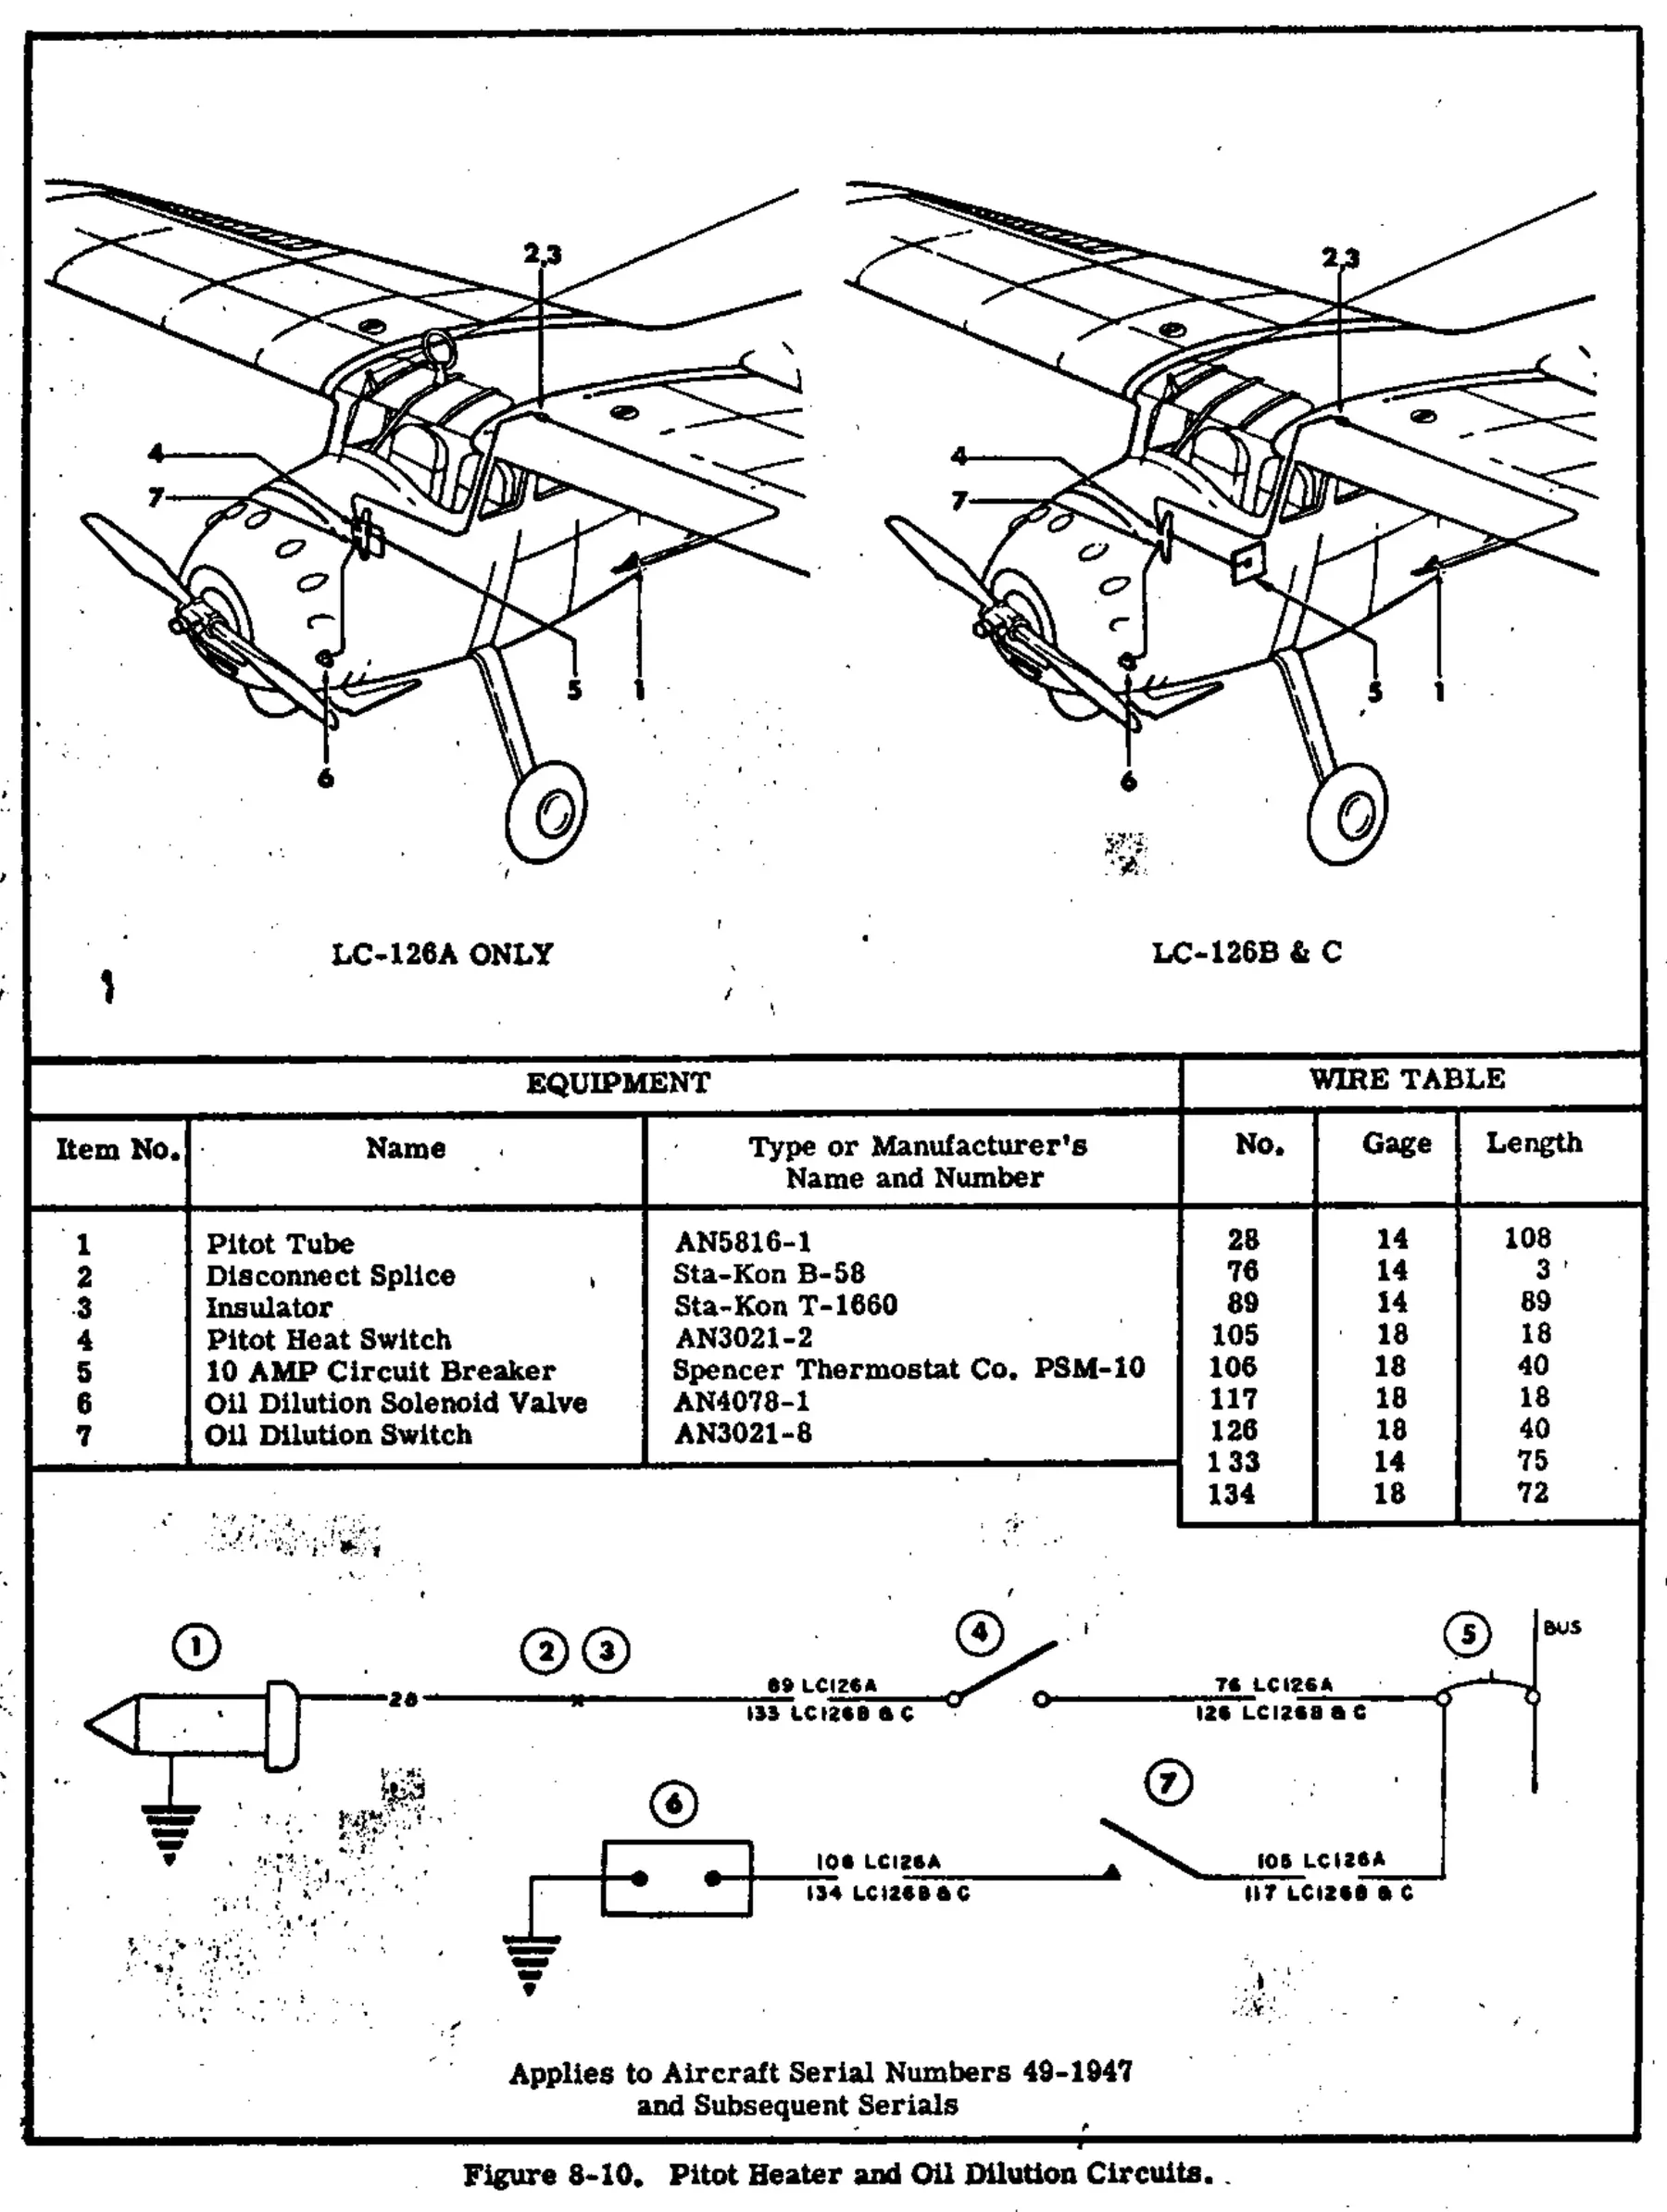 2,3
4
7
5
1
6
LC-126A ONLY
2,3
4
7
5
1
6
LC-126B & C
EQUIPMENT
WIRE TABLE
Item No.
Name
Type or Manufacturer's
Name and Number
No.
Gage
Length
1 Pitot Tube AN5816-1
2 Disconnect Splice Sta-Kon B-58
3 Insulator Sta-Kon T-1660
4 Pitot Heat Switch AN3021-2
5 10 AMP Circuit Breaker Spencer Thermostat Co. PSM-10
6 Oil Dilution Solenoid Valve AN4078-1
7 Oil Dilution Switch AN3021-8
28 14 108
76 14 3
89 14 89
105 18 18
106 18 40
117 18 18
126 18 40
133 14 75
134 18 72
1
2
3
4
5
BUS
28
89 LC126A
133 LC126B & C
76 LC126A
126 LC126B & C
6
7
106 LC126A
134 LC126B & C
105 LC126A
117 LC126B & C
Applies to Aircraft Serial Numbers 49-1947
and Subsequent Serials
Figure 8-10. Pitot Heater and Oil Dilution Circuits.